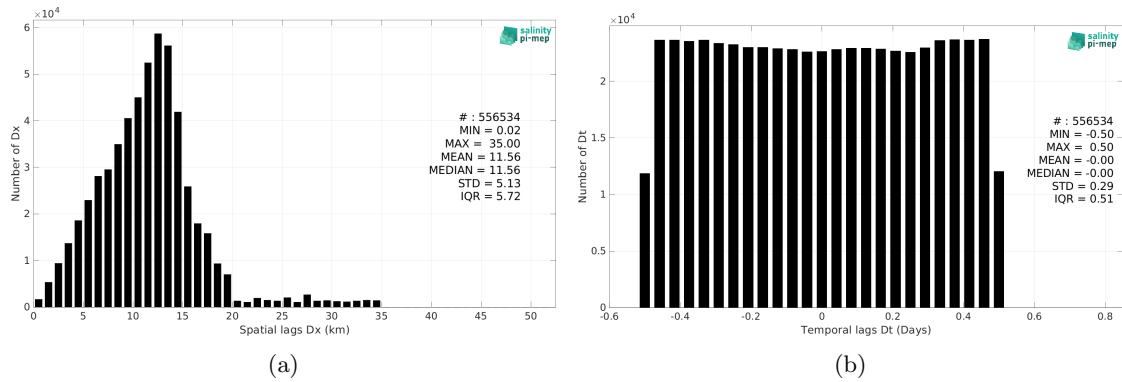 ×10⁴
6
5
4
3
2
1
0
Number of Dx
0 5 10 15 20 25 30 35 40 45 50
Spatial lags Dx (km)
salinity
pi-mep
# : 556534
MIN = 0.02
MAX = 35.00
MEAN = 11.56
MEDIAN = 11.56
STD = 5.13
IQR = 5.72
(a)
×10⁴
2
1.5
1
0.5
0
Number of Dt
-0.6 -0.4 -0.2 0 0.2 0.4 0.6 0.8
Temporal lags Dt (Days)
salinity
pi-mep
# : 556534
MIN = -0.50
MAX = 0.50
MEAN = -0.00
MEDIAN = -0.00
STD = 0.29
IQR = 0.51
(b)